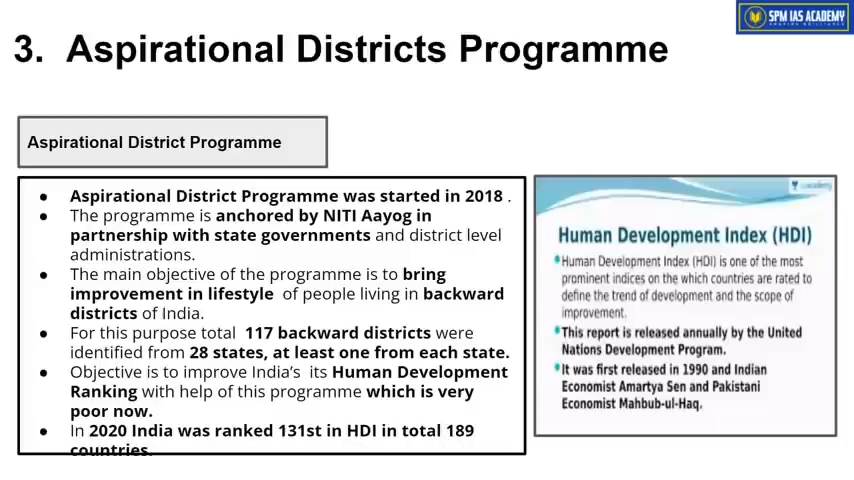 SPM IAS ACADEMY
3. Aspirational Districts Programme
Aspirational District Programme
● Aspirational District Programme was started in 2018 .
● The programme is anchored by NITI Aayog in
partnership with state governments and district level
administrations.
● The main objective of the programme is to bring
improvement in lifestyle of people living in backward
districts of India.
● For this purpose total 117 backward districts were
identified from 28 states, at least one from each state.
● Objective is to improve India’s its Human Development
Ranking with help of this programme which is very
poor now.
● In 2020 India was ranked 131st in HDI in total 189
countries.
Human Development Index (HDI)
Human Development Index (HDI) is one of the most
prominent indices on the which countries are rated to
define the trend of development and the scope of
improvement.
This report is released annually by the United
Nations Development Program.
It was first released in 1990 and Indian
Economist Amartya Sen and Pakistani
Economist Mahbub-ul-Haq.